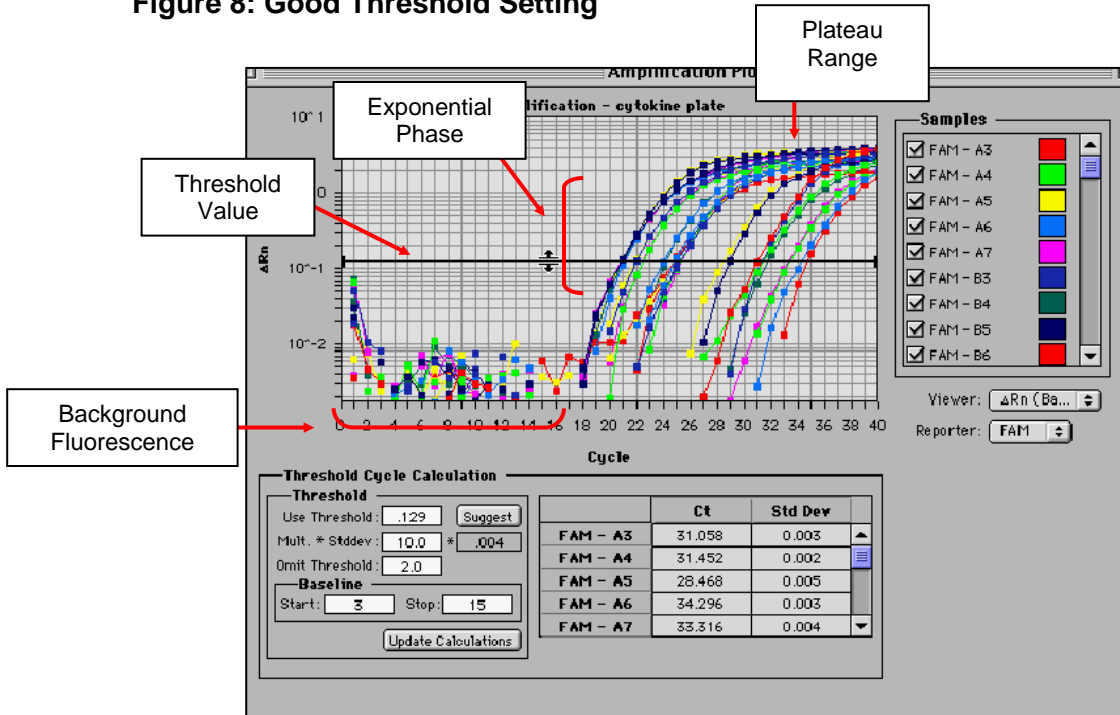 Figure 8: Good Threshold Setting
Plateau
Range
Exponential
Phase
Threshold
Value
Background
Fluorescence
Amplification Plo
lification - cytokine plate
10^ 1
0
10^-1
10^-2
ΔRn
0 2 4 6 8 10 12 14 16 18 20 22 24 26 28 30 32 34 36 38 40
Cycle
Samples
FAM - A3
FAM - A4
FAM - A5
FAM - A6
FAM - A7
FAM - B3
FAM - B4
FAM - B5
FAM - B6
Viewer: ΔRn (Ba...
Reporter: FAM
Threshold Cycle Calculation
Threshold
Use Threshold: .129 Suggest
Mult. * Stddev: 10.0 * .004
Omit Threshold: 2.0
Baseline
Start: 3 Stop: 15
Update Calculations
Ct Std Dev
FAM - A3 31.058 0.003
FAM - A4 31.452 0.002
FAM - A5 28.468 0.005
FAM - A6 34.296 0.003
FAM - A7 33.316 0.004